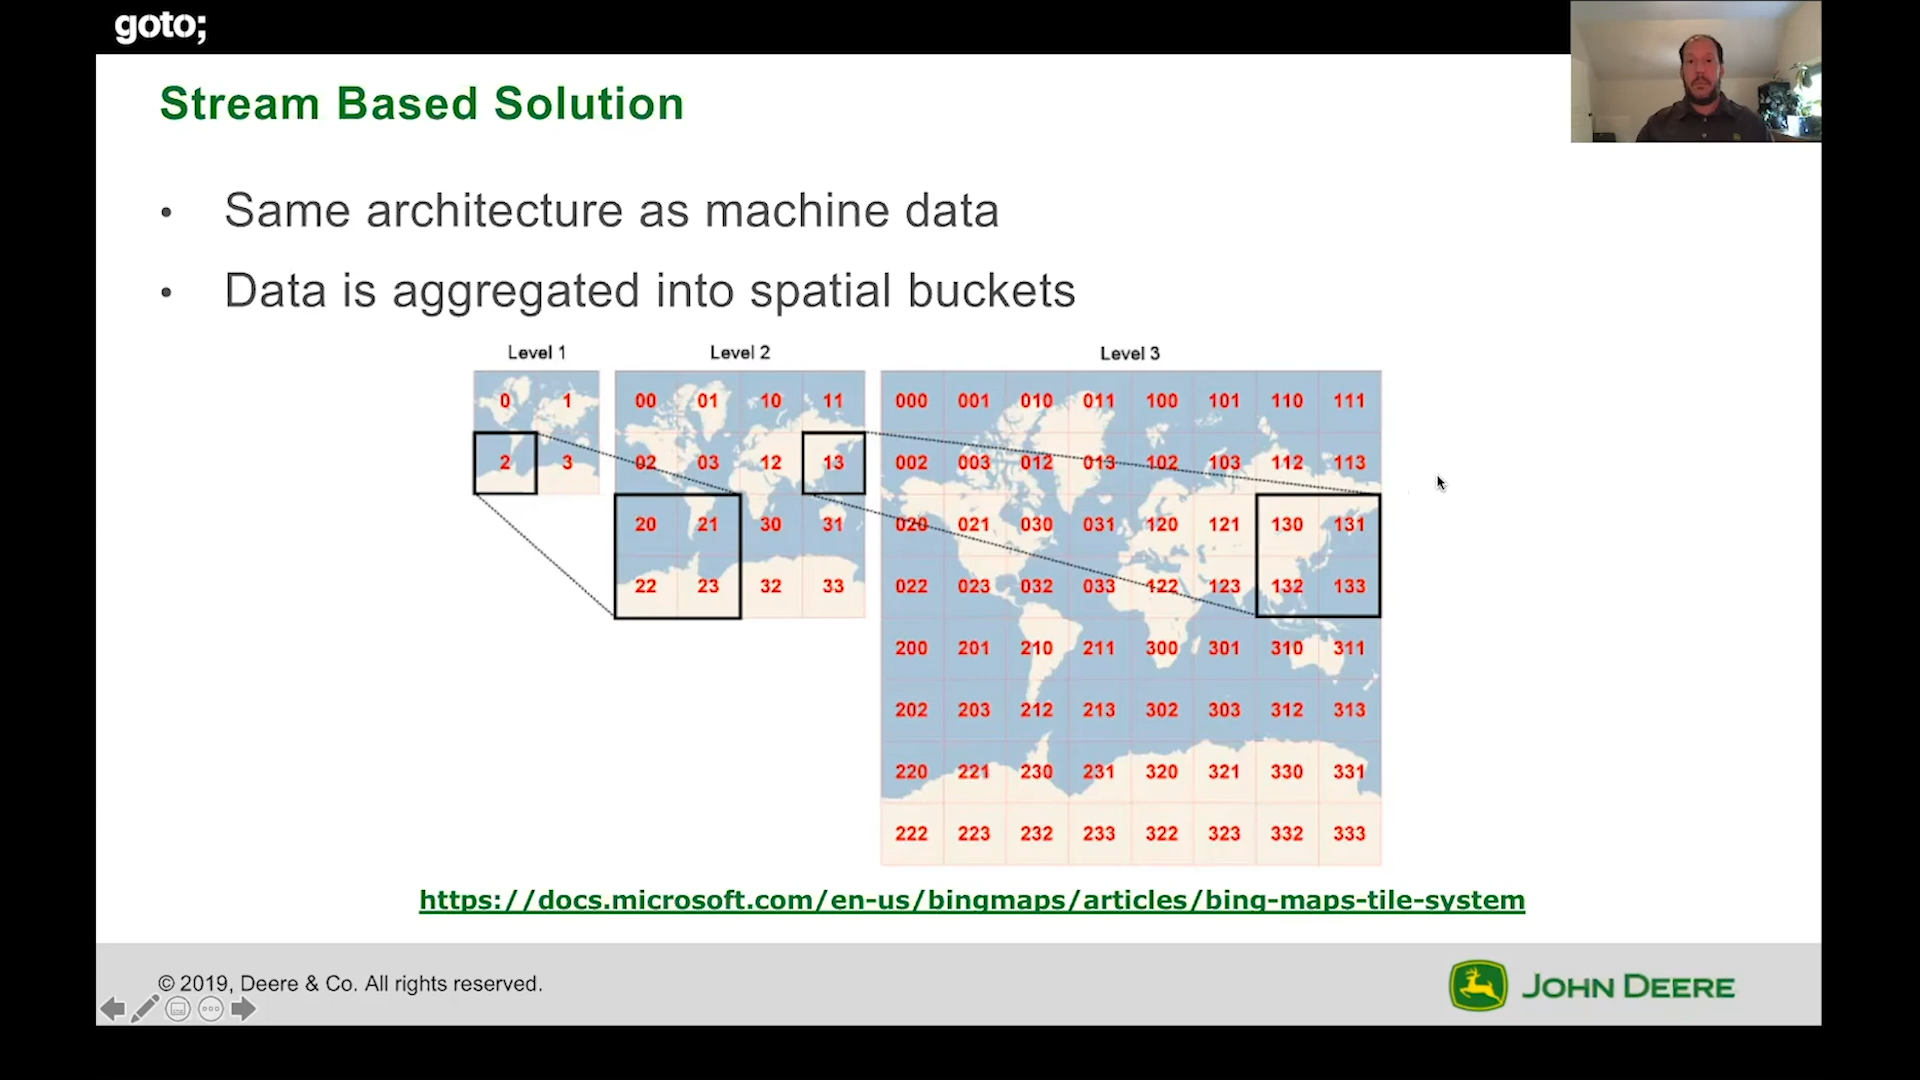 goto;
Stream Based Solution
• Same architecture as machine data
• Data is aggregated into spatial buckets
Level 1
0 1
2 3
Level 2
00 01 10 11
02 03 12 13
20 21 30 31
22 23 32 33
Level 3
000 001 010 011 100 101 110 111
002 003 012 013 102 103 112 113
020 021 030 031 120 121 130 131
022 023 032 033 122 123 132 133
200 201 210 211 300 301 310 311
202 203 212 213 302 303 312 313
220 221 230 231 320 321 330 331
222 223 232 233 322 323 332 333
https://docs.microsoft.com/en-us/bingmaps/articles/bing-maps-tile-system
© 2019, Deere & Co. All rights reserved.
JOHN DEERE